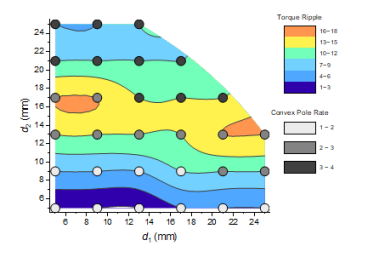 Torque Ripple
16~18
13~15
10~12
7~9
4~6
1~3
Convex Pole Rate
1 ~ 2
2 ~ 3
3 ~ 4
24
22
20
18
16
14
12
10
8
6
d2 (mm)
6 8 10 12 14 16 18 20 22 24
d1 (mm)